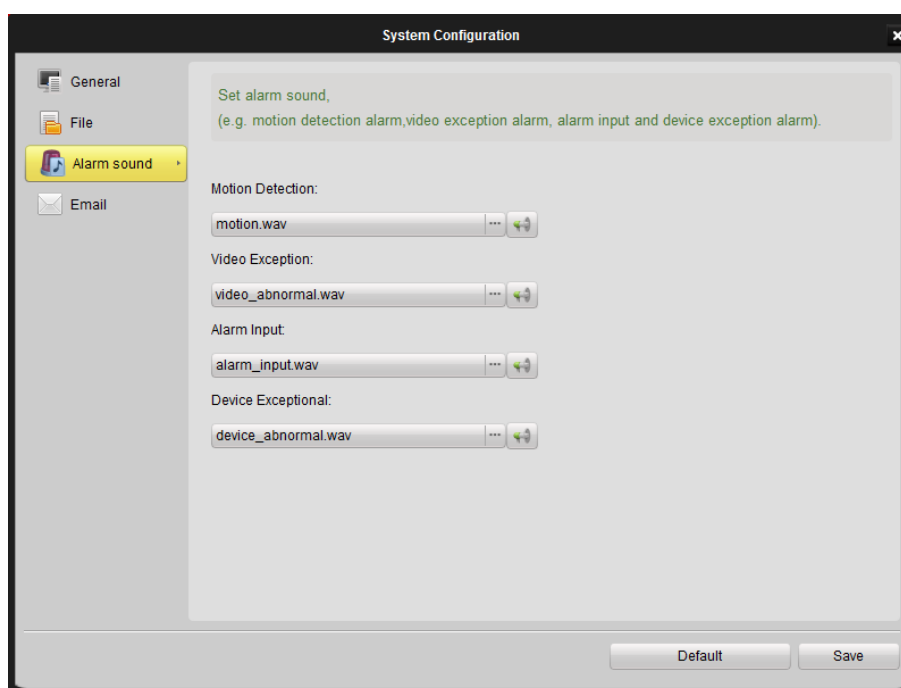 System Configuration
General
File
Alarm sound
Email
Set alarm sound,
(e.g. motion detection alarm,video exception alarm, alarm input and device exception alarm).
Motion Detection:
motion.wav
Video Exception:
video_abnormal.wav
Alarm Input:
alarm_input.wav
Device Exceptional:
device_abnormal.wav
Default
Save